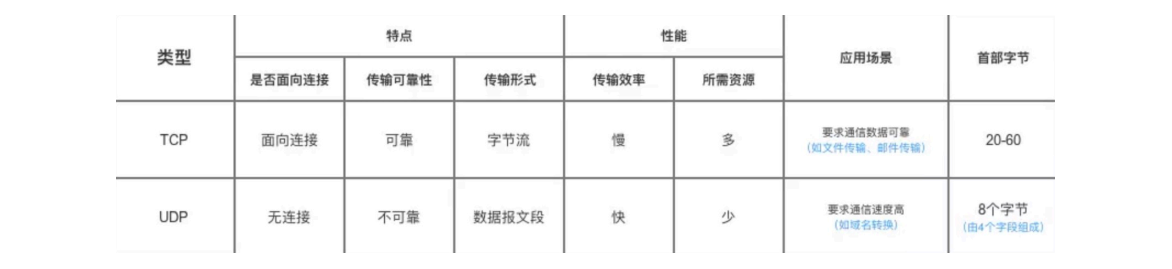 类型
特点
性能
应用场景
首部字节
是否面向连接
传输可靠性
传输形式
传输效率
所需资源
TCP
面向连接
可靠
字节流
慢
多
要求通信数据可靠
（如文件传输、邮件传输）
20-60
UDP
无连接
不可靠
数据报文段
快
少
要求通信速度高
（如域名转换）
8个字节
（由4个字段组成）